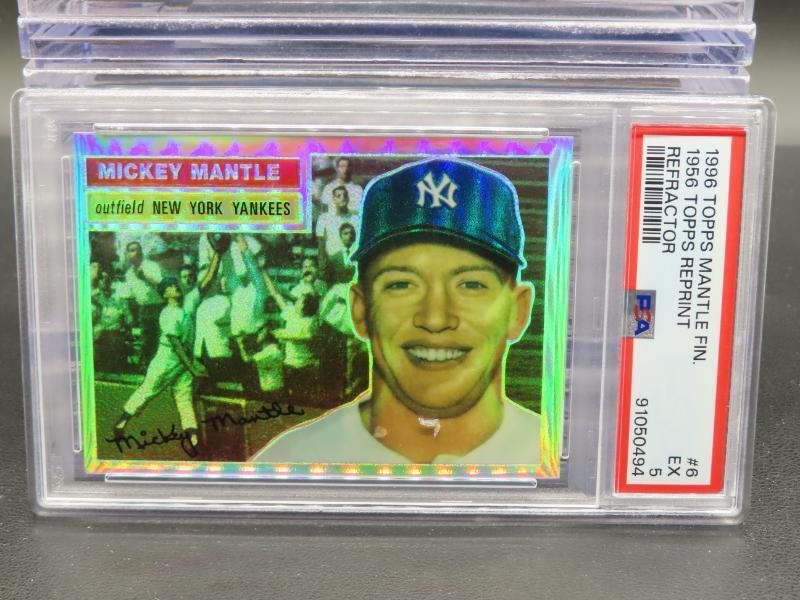 MICKEY MANTLE
outfield NEW YORK YANKEES
NY
Mickey Mantle
1996 TOPPS MANTLE FIN. #6
1956 TOPPS REPRINT EX
REFRACTOR 5
PSA 91050494